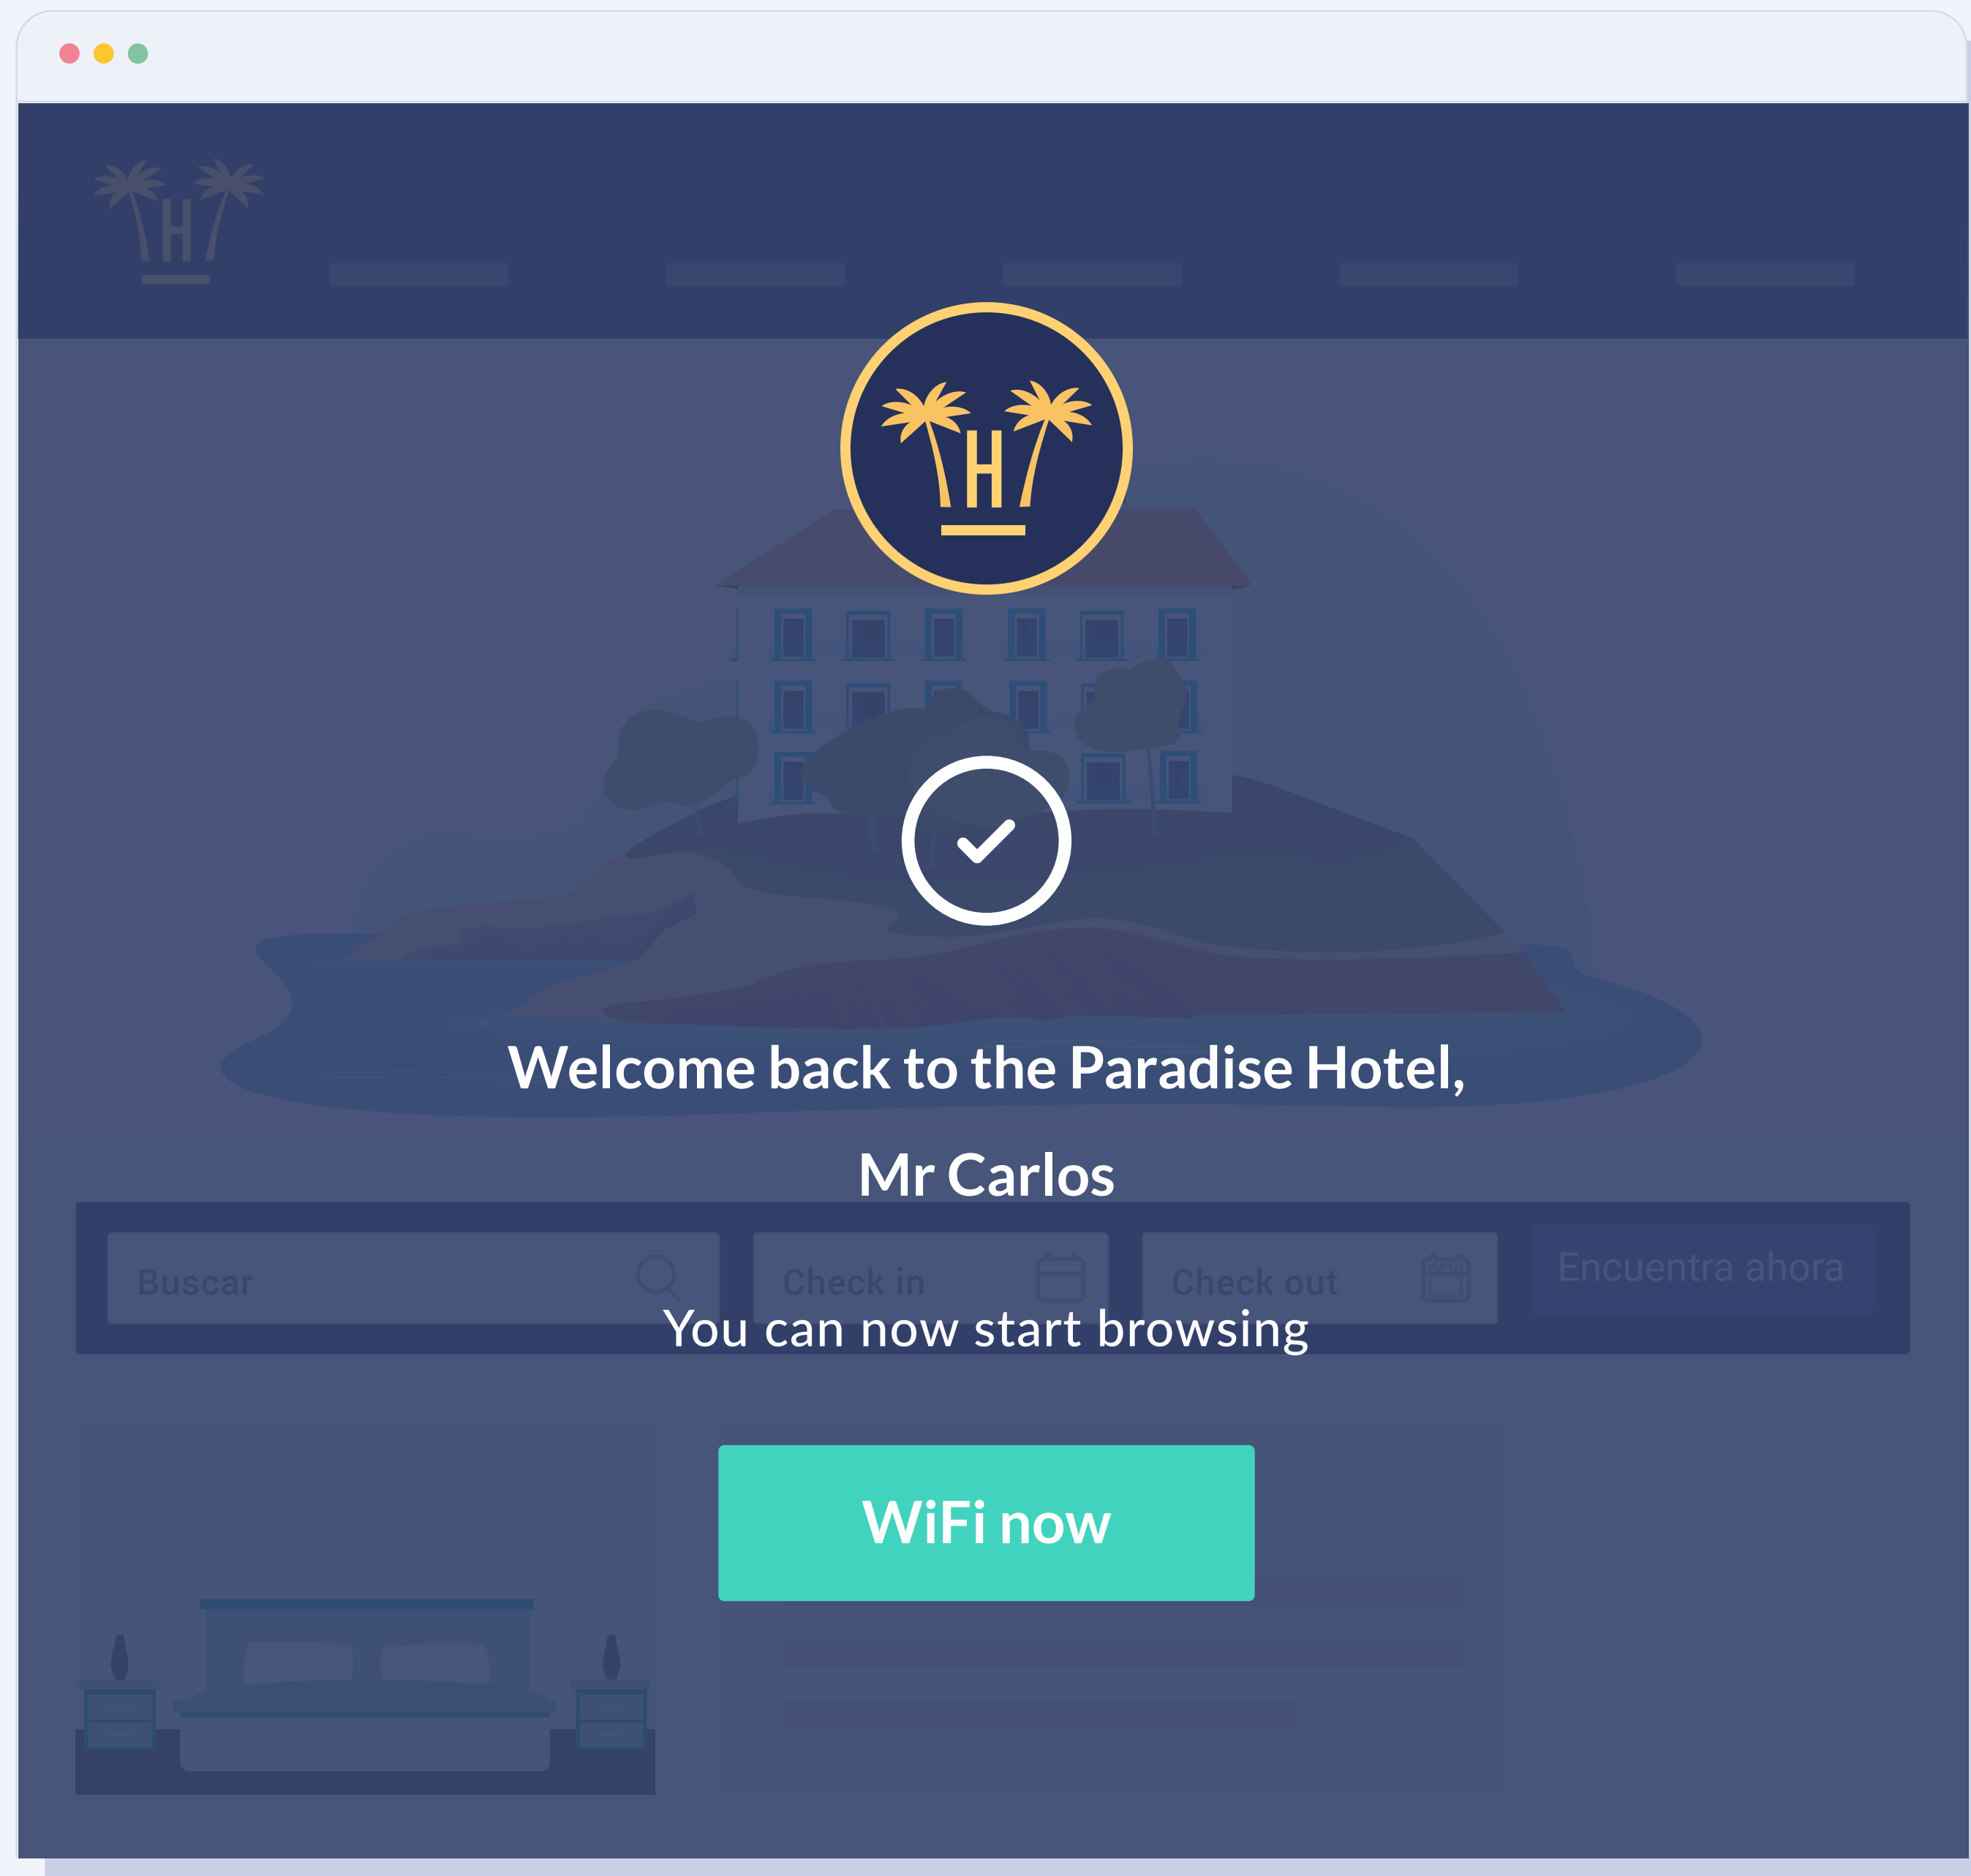 H
H
Welcome back to the Paradise Hotel,
Mr Carlos
Buscar
Check in
Check out
Encuentra ahora
You can now start browsing
WiFi now